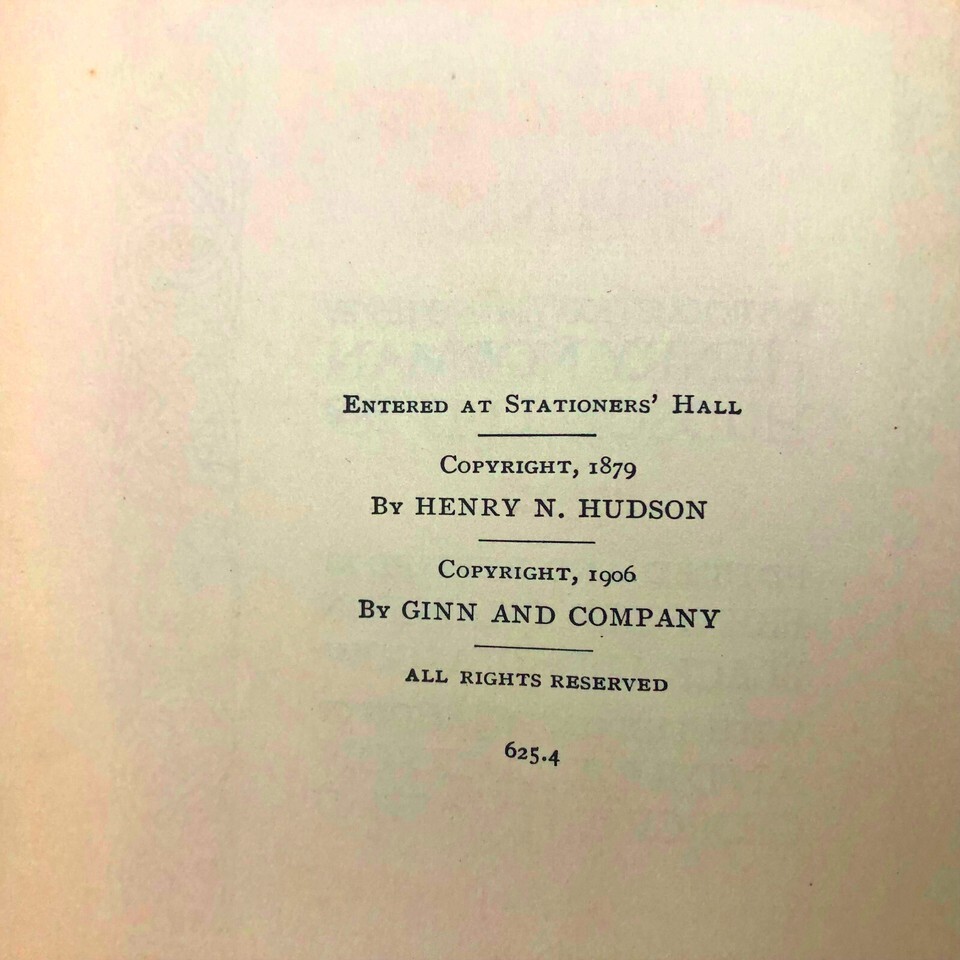 ENTERED AT STATIONERS' HALL
COPYRIGHT, 1879
BY HENRY N. HUDSON
COPYRIGHT, 1906
BY GINN AND COMPANY
ALL RIGHTS RESERVED
625.4